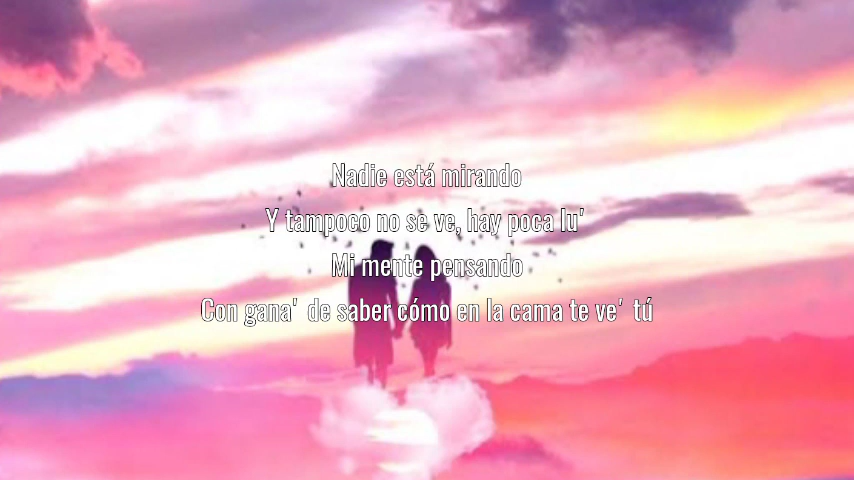 Nadie está mirando
Y tampoco no se ve, hay poca lu'
Mi mente pensando
Con gana' de saber cómo en la cama te ve' tú